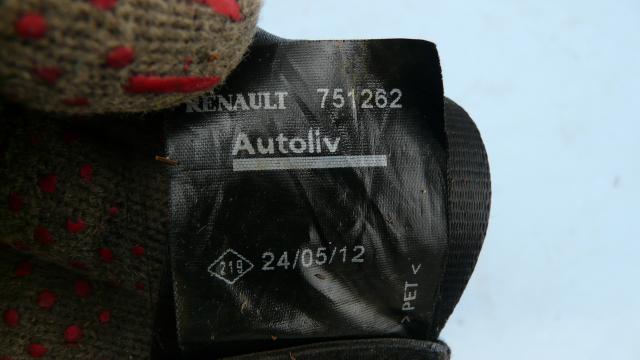 RENAULT 751262
Autoliv
219 24/05/12
>PET<